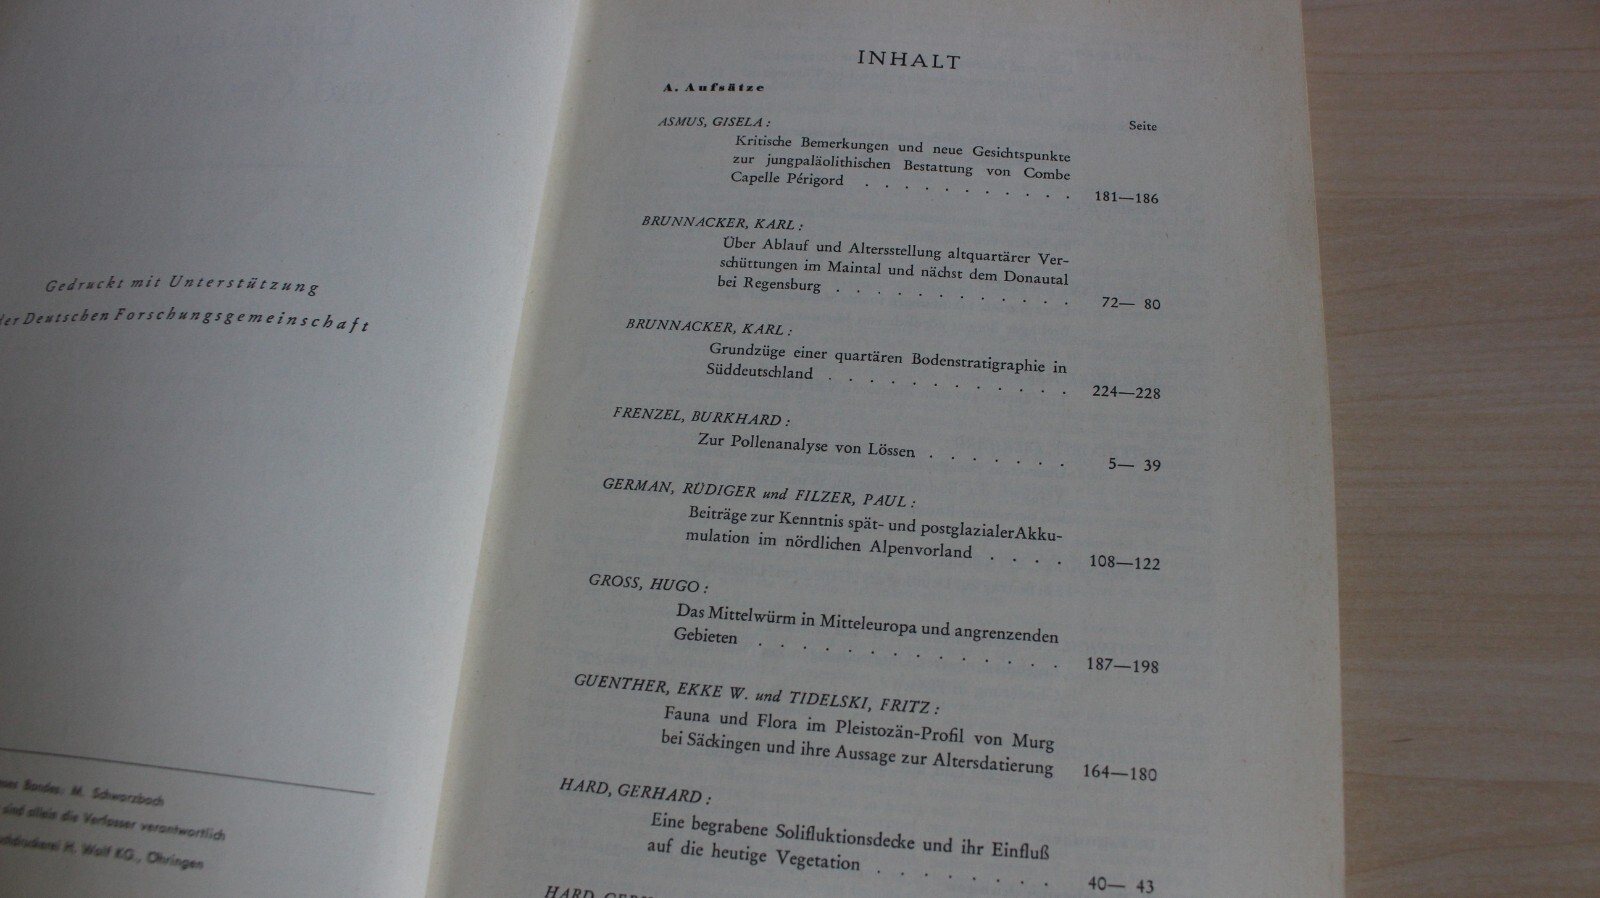 Gedruckt mit Unterstützung
der Deutschen Forschungsgemeinschaft
Bandes: M. Schwarzbach
sind allein die Verfasser verantwortlich
H. Wolf KG., Öhringen
INHALT
A. Aufsätze
Seite
ASMUS, GISELA:
Kritische Bemerkungen und neue Gesichtspunkte
zur jungpaläolithischen Bestattung von Combe
Capelle Périgord . . . . . . . . . . . 181—186
BRUNNACKER, KARL:
Über Ablauf und Altersstellung altquartärer Ver-
schüttungen im Maintal und nächst dem Donautal
bei Regensburg . . . . . . . . . . . . 72— 80
BRUNNACKER, KARL:
Grundzüge einer quartären Bodenstratigraphie in
Süddeutschland . . . . . . . . . . . . 224—228
FRENZEL, BURKHARD:
Zur Pollenanalyse von Lössen . . . . . . . 5— 39
GERMAN, RÜDIGER und FILZER, PAUL:
Beiträge zur Kenntnis spät- und postglazialerAkku-
mulation im nördlichen Alpenvorland . . . . 108—122
GROSS, HUGO:
Das Mittelwürm in Mitteleuropa und angrenzenden
Gebieten . . . . . . . . . . . . . . 187—198
GUENTHER, EKKE W. und TIDELSKI, FRITZ:
Fauna und Flora im Pleistozän-Profil von Murg
bei Säckingen und ihre Aussage zur Altersdatierung 164—180
HARD, GERHARD:
Eine begrabene Solifluktionsdecke und ihr Einfluß
auf die heutige Vegetation . . . . . . . . 40— 43
HARD,